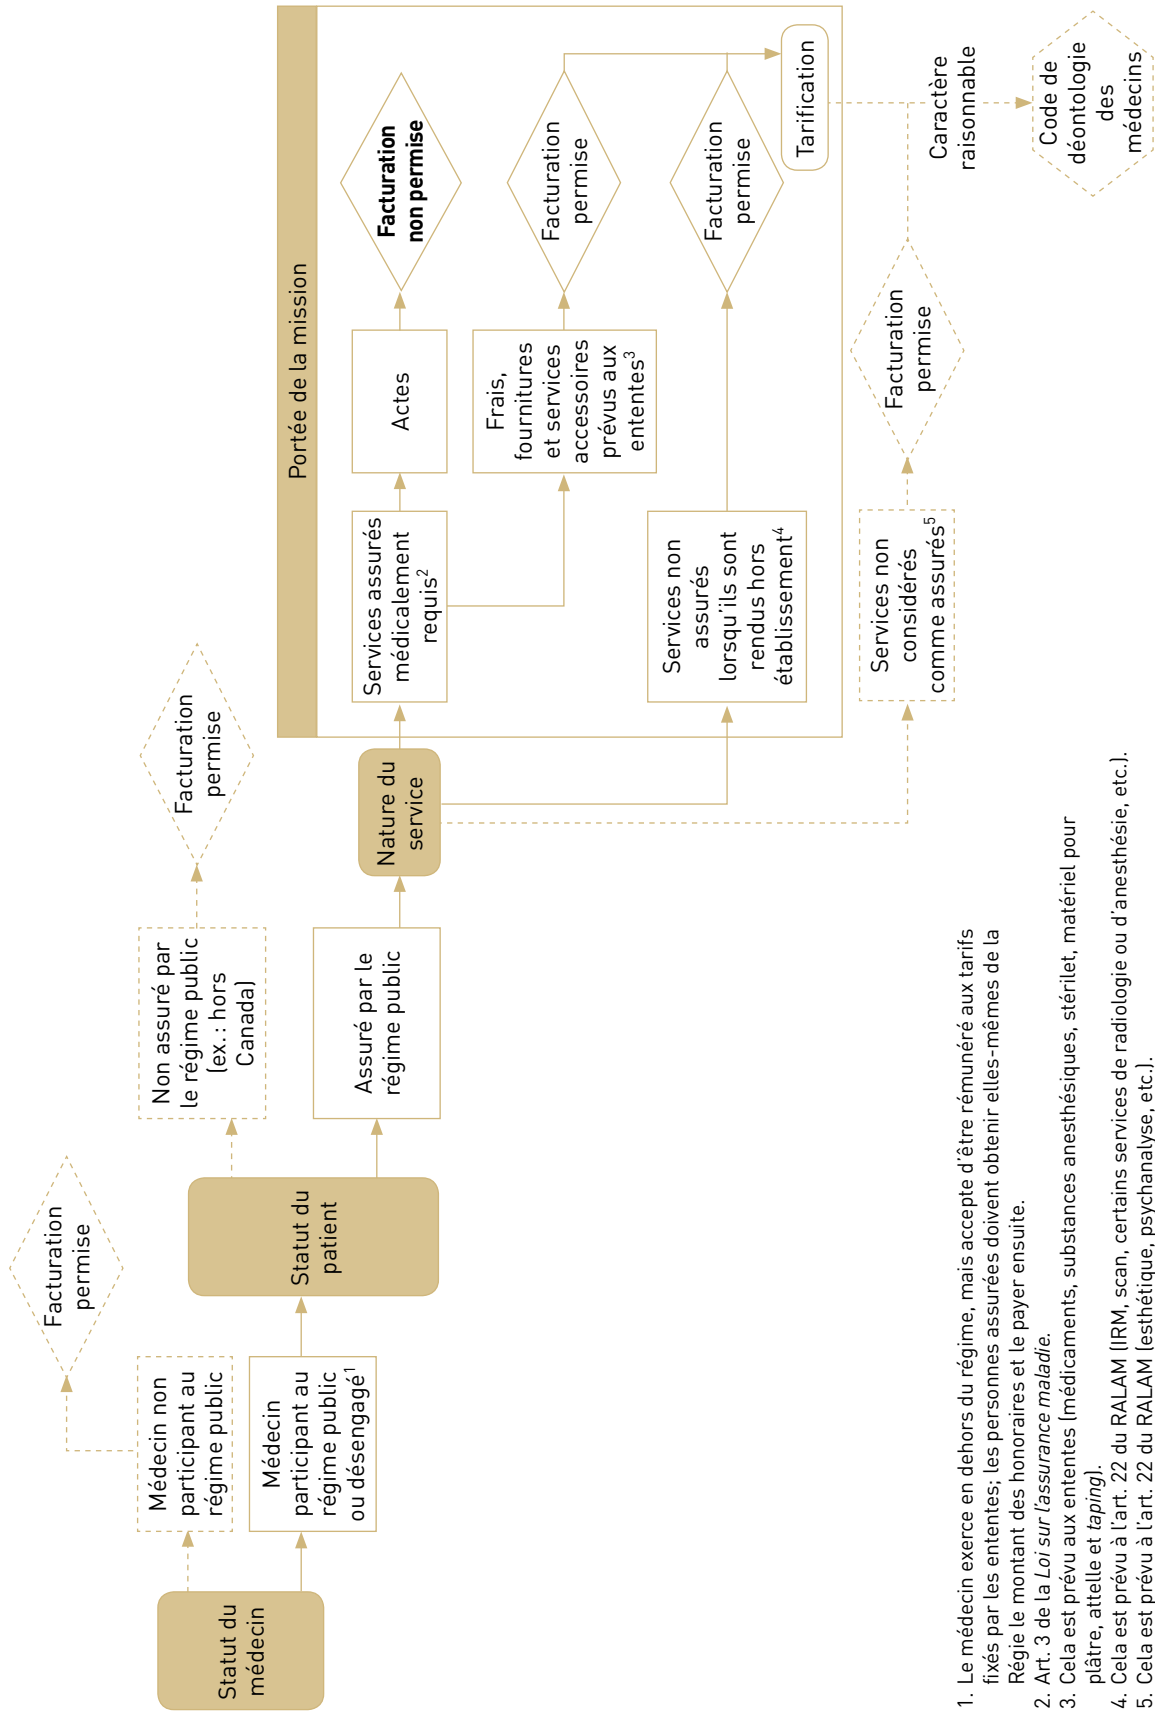 Statut du
médecin
Médecin non
participant au
régime public
Facturation
permise
Médecin
participant au
régime public
ou désengagé1
Statut du
patient
Non assuré par
le régime public
(ex. : hors
Canada)
Facturation
permise
Assuré par le
régime public
Nature du
service
Portée de la mission
Services assurés
médicalement
requis2
Actes
Facturation
non permise
Frais,
fournitures
et services
accessoires
prévus aux
ententes3
Facturation
permise
Services non
assurés
lorsqu'ils sont
rendus hors
établissement4
Facturation
permise
Tarification
Services non
considérés
comme assurés5
Facturation
permise
Caractère
raisonnable
Code de
déontologie
des
médecins
1. Le médecin exerce en dehors du régime, mais accepte d'être rémunéré aux tarifs
fixés par les ententes; les personnes assurées doivent obtenir elles-mêmes de la
Régie le montant des honoraires et le payer ensuite.
2. Art. 3 de la Loi sur l'assurance maladie.
3. Cela est prévu aux ententes (médicaments, substances anesthésiques, stérilet, matériel pour
plâtre, attelle et taping).
4. Cela est prévu à l'art. 22 du RALAM (IRM, scan, certains services de radiologie ou d'anesthésie, etc.).
5. Cela est prévu à l'art. 22 du RALAM (esthétique, psychanalyse, etc.).